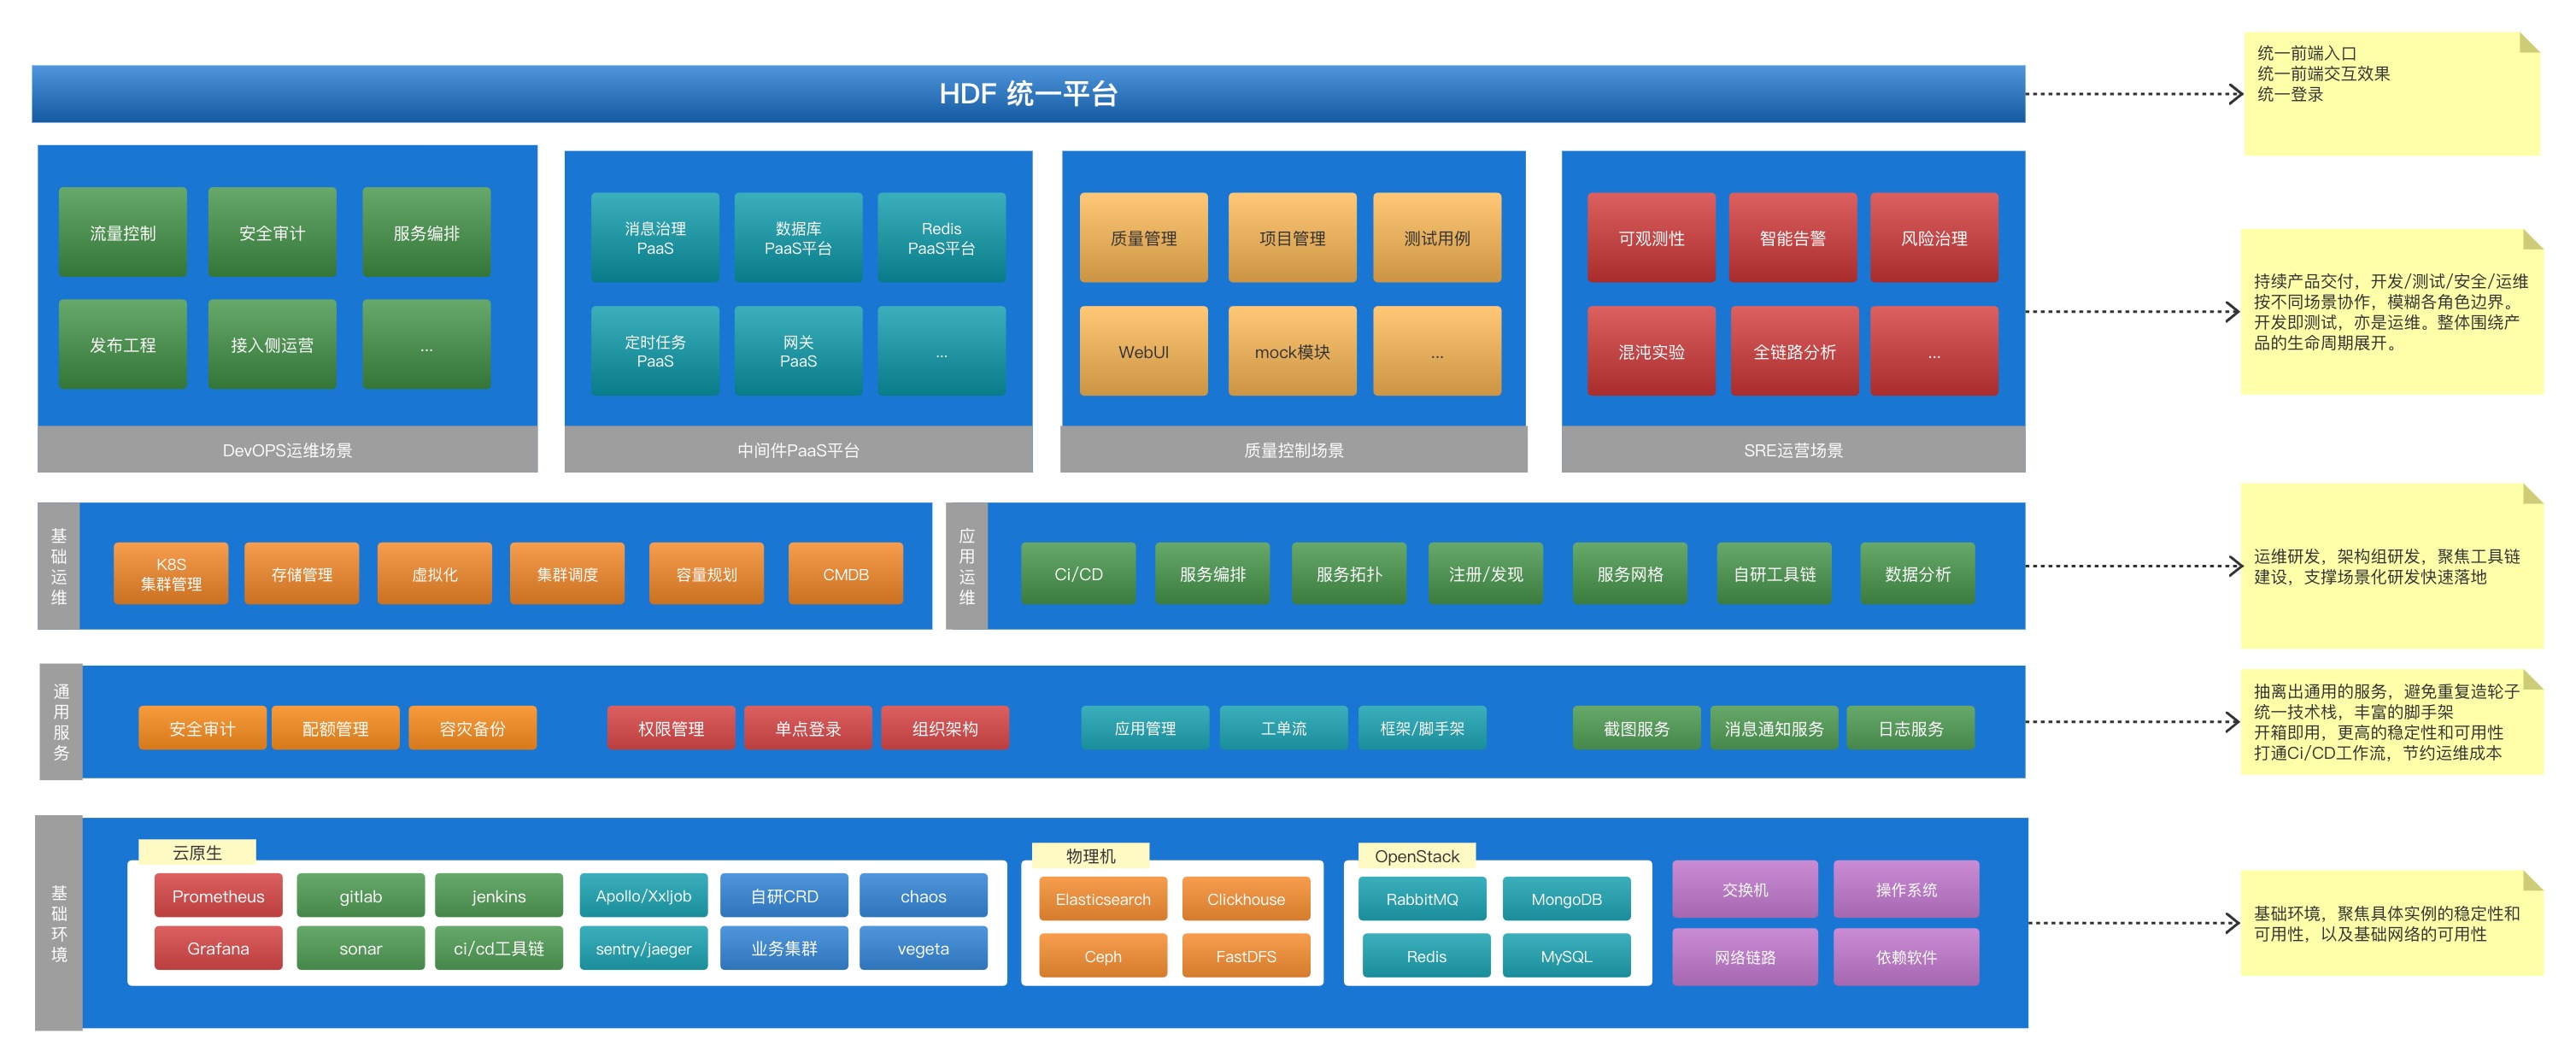 HDF 统一平台
统一前端入口
统一前端交互效果
统一登录
流量控制
安全审计
服务编排
发布工程
接入侧运营
...
DevOPS运维场景
消息治理
PaaS
数据库
PaaS平台
Redis
PaaS平台
定时任务
PaaS
网关
PaaS
...
中间件PaaS平台
质量管理
项目管理
测试用例
WebUI
mock模块
...
质量控制场景
可观测性
智能告警
风险治理
混沌实验
全链路分析
...
SRE运营场景
持续产品交付，开发/测试/安全/运维
按不同场景协作，模糊各角色边界。
开发即测试，亦是运维。整体围绕产
品的生命周期展开。
基础运维
K8S
集群管理
存储管理
虚拟化
集群调度
容量规划
CMDB
应用运维
Ci/CD
服务编排
服务拓扑
注册/发现
服务网格
自研工具链
数据分析
运维研发，架构组研发，聚焦工具链
建设，支撑场景化研发快速落地
通用服务
安全审计
配额管理
容灾备份
权限管理
单点登录
组织架构
应用管理
工单流
框架/脚手架
截图服务
消息通知服务
日志服务
抽离出通用的服务，避免重复造轮子
统一技术栈，丰富的脚手架
开箱即用，更高的稳定性和可用性
打通Ci/CD工作流，节约运维成本
基础环境
云原生
Prometheus
gitlab
jenkins
Apollo/Xxljob
自研CRD
chaos
Grafana
sonar
ci/cd工具链
sentry/jaeger
业务集群
vegeta
物理机
Elasticsearch
Clickhouse
Ceph
FastDFS
OpenStack
RabbitMQ
MongoDB
Redis
MySQL
交换机
操作系统
网络链路
依赖软件
基础环境，聚焦具体实例的稳定性和
可用性，以及基础网络的可用性